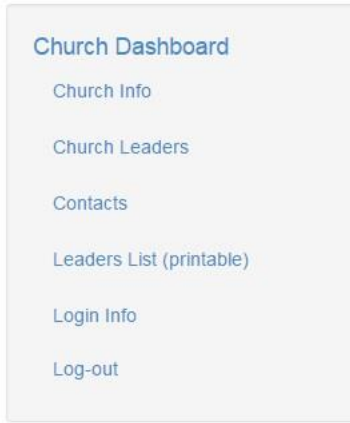 Church Dashboard
Church Info
Church Leaders
Contacts
Leaders List (printable)
Login Info
Log-out